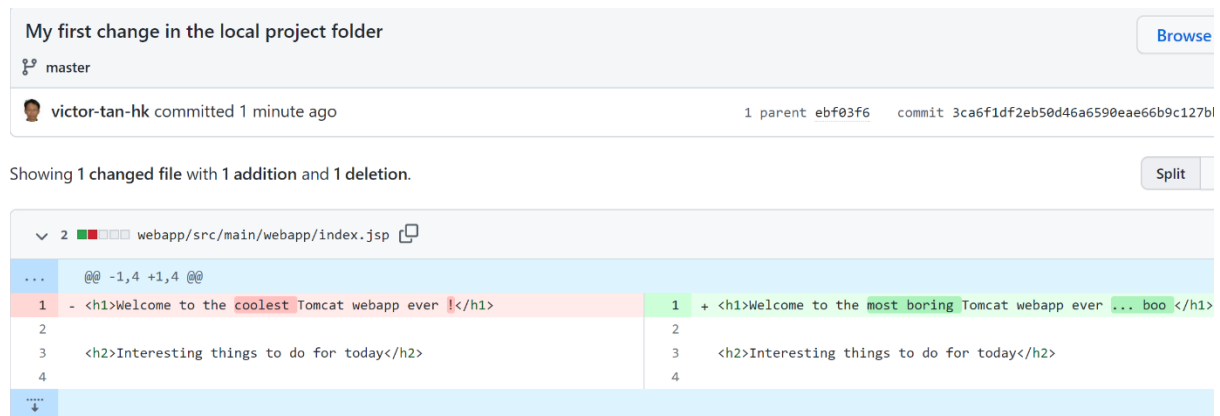 My first change in the local project folder
Browse
master
victor-tan-hk committed 1 minute ago
1 parent ebf03f6 commit 3ca6f1df2eb50d46a6590eae66b9c127b
Showing 1 changed file with 1 addition and 1 deletion.
Split
2 webapp/src/main/webapp/index.jsp
... @@ -1,4 +1,4 @@
1 - <h1>Welcome to the coolest Tomcat webapp ever !</h1> 1 + <h1>Welcome to the most boring Tomcat webapp ever ... boo </h1>
2 2
3 <h2>Interesting things to do for today</h2> 3 <h2>Interesting things to do for today</h2>
4 4